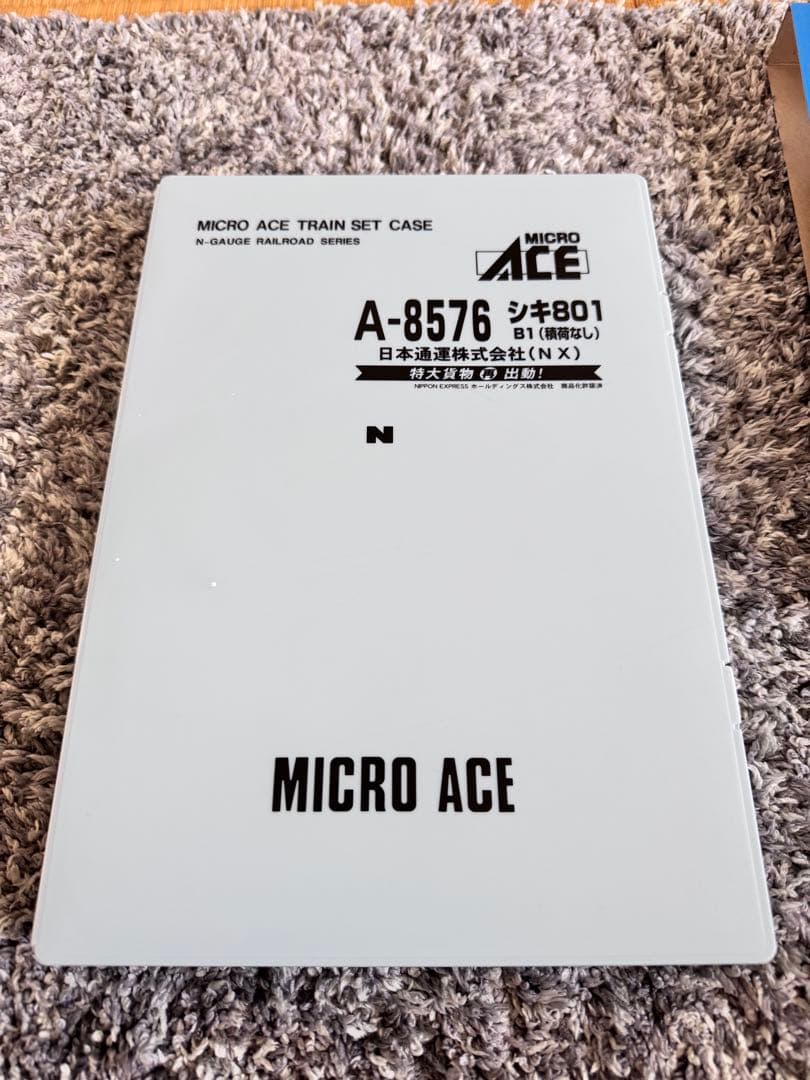 MICRO ACE TRAIN SET CASE
N-GAUGE RAILROAD SERIES
MICRO
ACE
A-8576 シキ801
B1(積荷なし)
日本通運株式会社(NX)
特大貨物 再 出動!
NIPPON EXPRESS ホールディングス株式会社 商品化許諾済
N
MICRO ACE